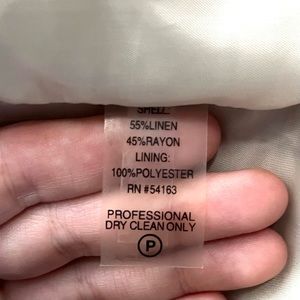 SHELL:
55%LINEN
45%RAYON
LINING:
100%POLYESTER
RN #54163
PROFESSIONAL
DRY CLEAN ONLY
P